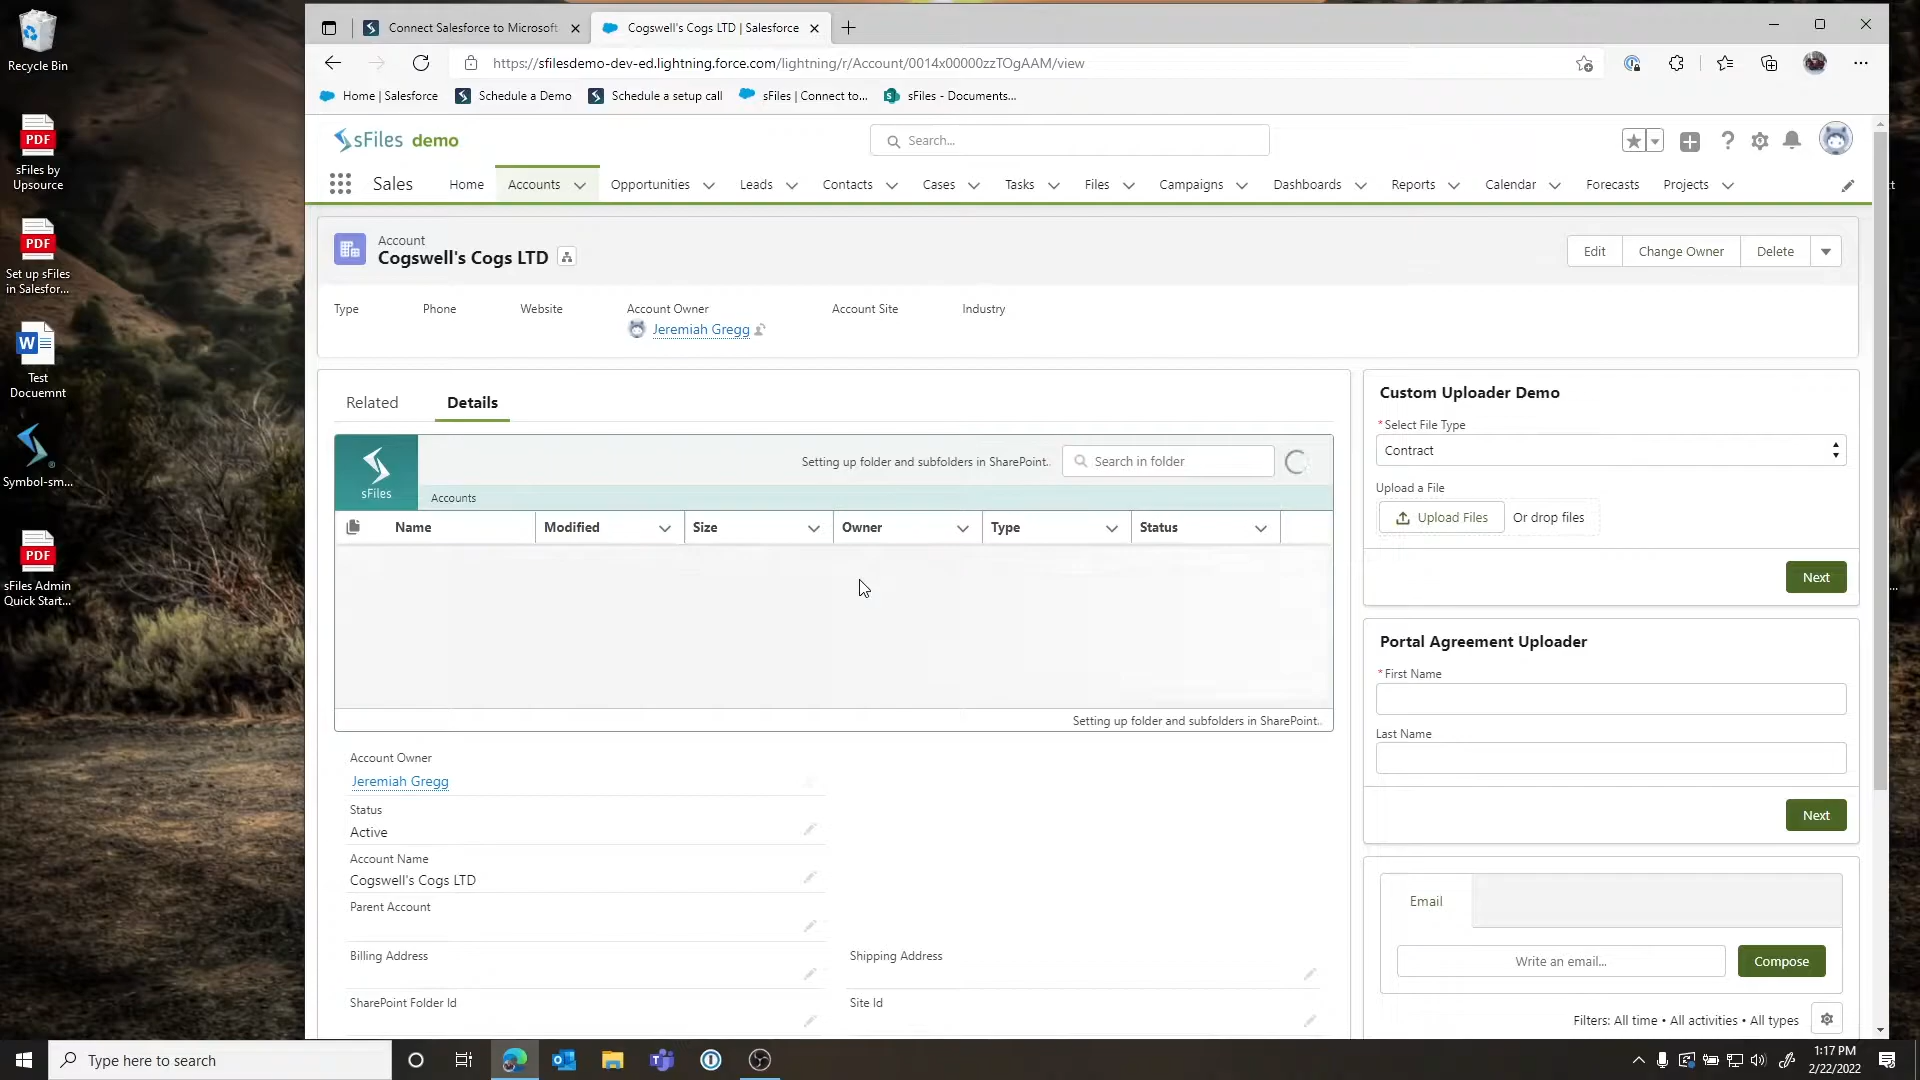 Recycle Bin
PDF
sFiles by
Upsource
PDF
Set up sFiles
in Salesfor...
W
Test
Docuemnt
Symbol-sm...
PDF
sFiles Admin
Quick Start...
Connect Salesforce to Microsoft
Cogswell's Cogs LTD | Salesforce
https://sfilesdemo-dev-ed.lightning.force.com/lightning/r/Account/0014x00000zzTOgAAM/view
Home | Salesforce
Schedule a Demo
Schedule a setup call
sFiles | Connect to...
sFiles - Documents...
sFiles demo
Search...
Sales
Home
Accounts
Opportunities
Leads
Contacts
Cases
Tasks
Files
Campaigns
Dashboards
Reports
Calendar
Forecasts
Projects
Account
Cogswell's Cogs LTD
Edit
Change Owner
Delete
Type
Phone
Website
Account Owner
Account Site
Industry
Jeremiah Gregg
Related
Details
sFiles
Setting up folder and subfolders in SharePoint..
Search in folder
Accounts
Name
Modified
Size
Owner
Type
Status
Setting up folder and subfolders in SharePoint..
Account Owner
Jeremiah Gregg
Status
Active
Account Name
Cogswell's Cogs LTD
Parent Account
Billing Address
Shipping Address
SharePoint Folder Id
Site Id
Custom Uploader Demo
*Select File Type
Contract
Upload a File
Upload Files
Or drop files
Next
Portal Agreement Uploader
*First Name
Last Name
Next
Email
Write an email...
Compose
Filters: All time • All activities • All types
Type here to search
1:17 PM
2/22/2022